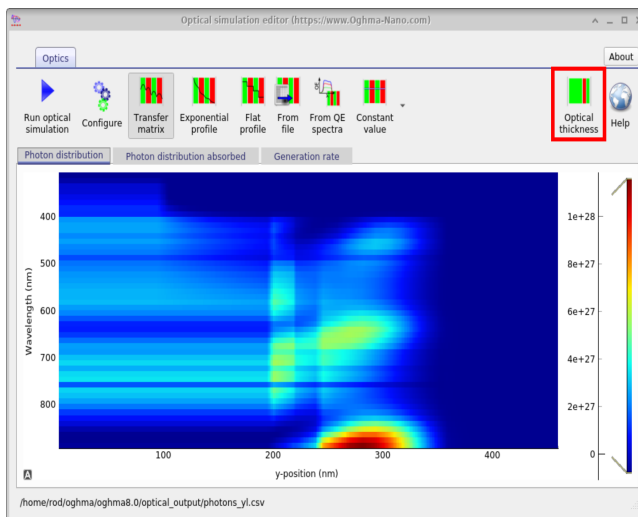 Optical simulation editor (https://www.Oghma-Nano.com)
Optics
About
Run optical
simulation
Configure
Transfer
matrix
Exponential
profile
Flat
profile
From
file
From QE
spectra
Constant
value
Optical
thickness
Help
Photon distribution
Photon distribution absorbed
Generation rate
400
500
600
700
800
Wavelength (nm)
100
200
300
400
y-position (nm)
1e+28
8e+27
6e+27
4e+27
2e+27
0
A
/home/rod/oghma/oghma8.0/optical_output/photons_yl.csv